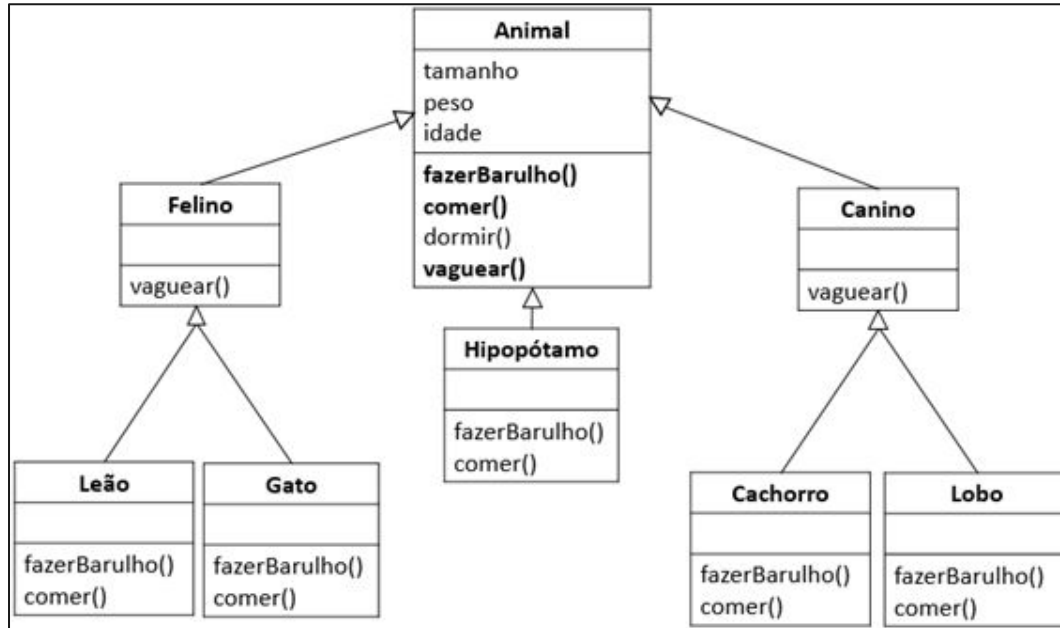 Animal
tamanho
peso
idade
fazerBarulho()
comer()
dormir()
vaguear()
Felino
vaguear()
Canino
vaguear()
Hipopótamo
fazerBarulho()
comer()
Leão
fazerBarulho()
comer()
Gato
fazerBarulho()
comer()
Cachorro
fazerBarulho()
comer()
Lobo
fazerBarulho()
comer()